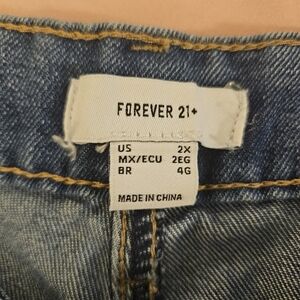 FOREVER 21+
US 2X
MX/ECU 2EG
BR 4G
MADE IN CHINA